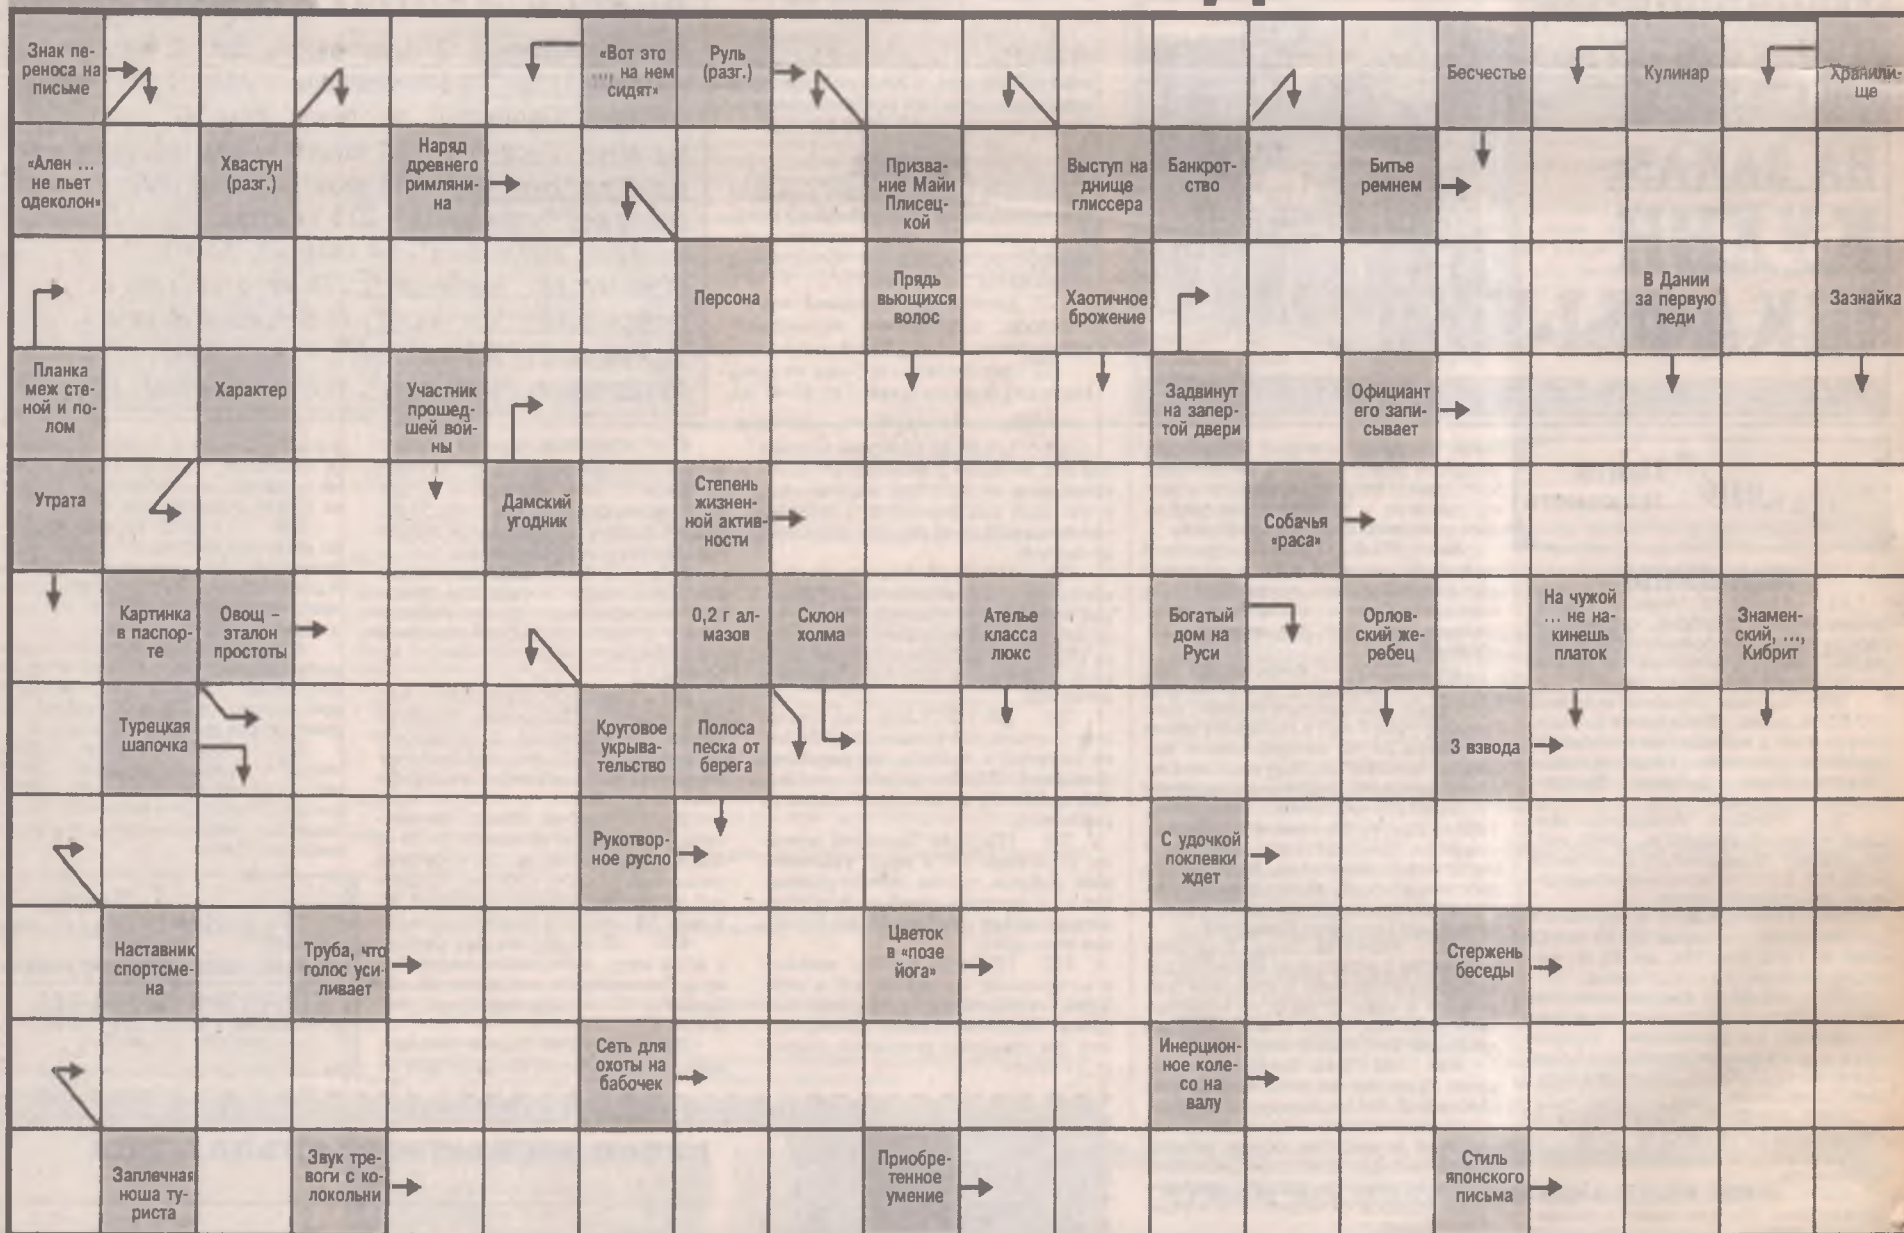 Знак пе-
реноса на
письме
«Вот это
..., на нем
сидят»
Руль
(разг.)
Бесчестье
Кулинар
Хранили-
ще
«Ален ...
не пьет
одеколон»
Хвастун
(разг.)
Наряд
древнего
римляни-
на
Призва-
ние Майи
Плисец-
кой
Выступ на
днище
глиссера
Банкрот-
ство
Битье
ремнем
Персона
Прядь
вьющихся
волос
Хаотичное
брожение
В Дании
за первую
леди
Зазнайка
Планка
меж сте-
ной и по-
лом
Характер
Участник
прошед-
шей вой-
ны
Задвинут
на запер-
той двери
Официант
его запи-
сывает
Утрата
Дамский
угодник
Степень
жизнен-
ной актив-
ности
Собачья
«раса»
Картинка
в паспор-
те
Овощ –
эталон
простоты
0,2 г ал-
мазов
Склон
холма
Ателье
класса
люкс
Богатый
дом на
Руси
Орлов-
ский же-
ребец
На чужой
... не на-
кинешь
платок
Знамен-
ский, ...,
Кибрит
Турецкая
шапочка
Круговое
укрыва-
тельство
Полоса
песка от
берега
3 взвода
Рукотвор-
ное русло
С удочкой
поклевки
ждет
Наставник
спортсме-
на
Труба, что
голос уси-
ливает
Цветок
в «позе
йога»
Стержень
беседы
Сеть для
охоты на
бабочек
Инерцион-
ное коле-
со на
валу
Заплечная
ноша ту-
риста
Звук тре-
воги с ко-
локольни
Приобре-
тенное
умение
Стиль
японского
письма